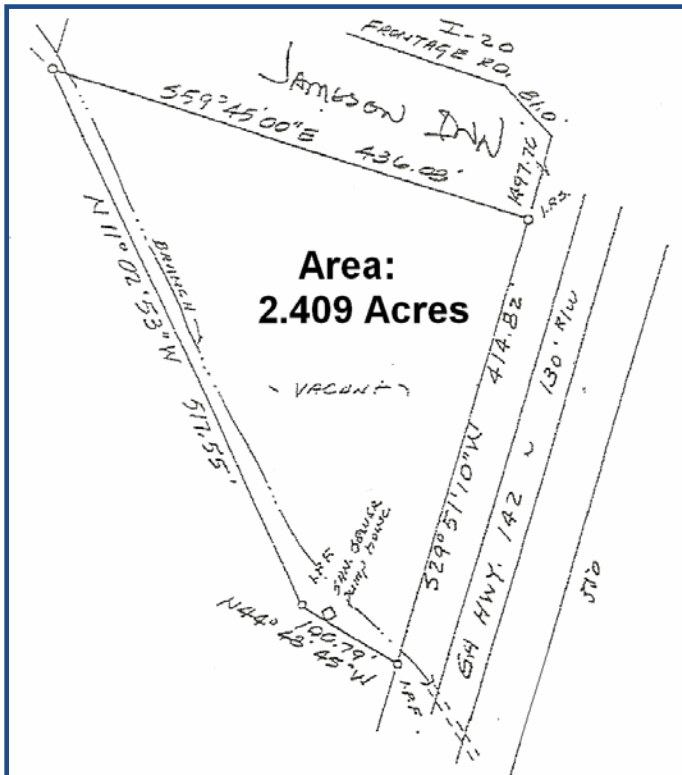 I-20
FRONTAGE RD.
81.0'
JAMESON INN
S59°45'00"E 436.08'
1497.76'
I.P.S.
N11°02'53"W 517.55'
BRANCH
Area:
2.409 Acres
VACANT
S29°51'10"W 414.82'
130' R/W
GA HWY. 142
I.P.F.
SAN. SEWER
PUMP HOUSE
100.79'
N44°43'45"W
I.P.F.